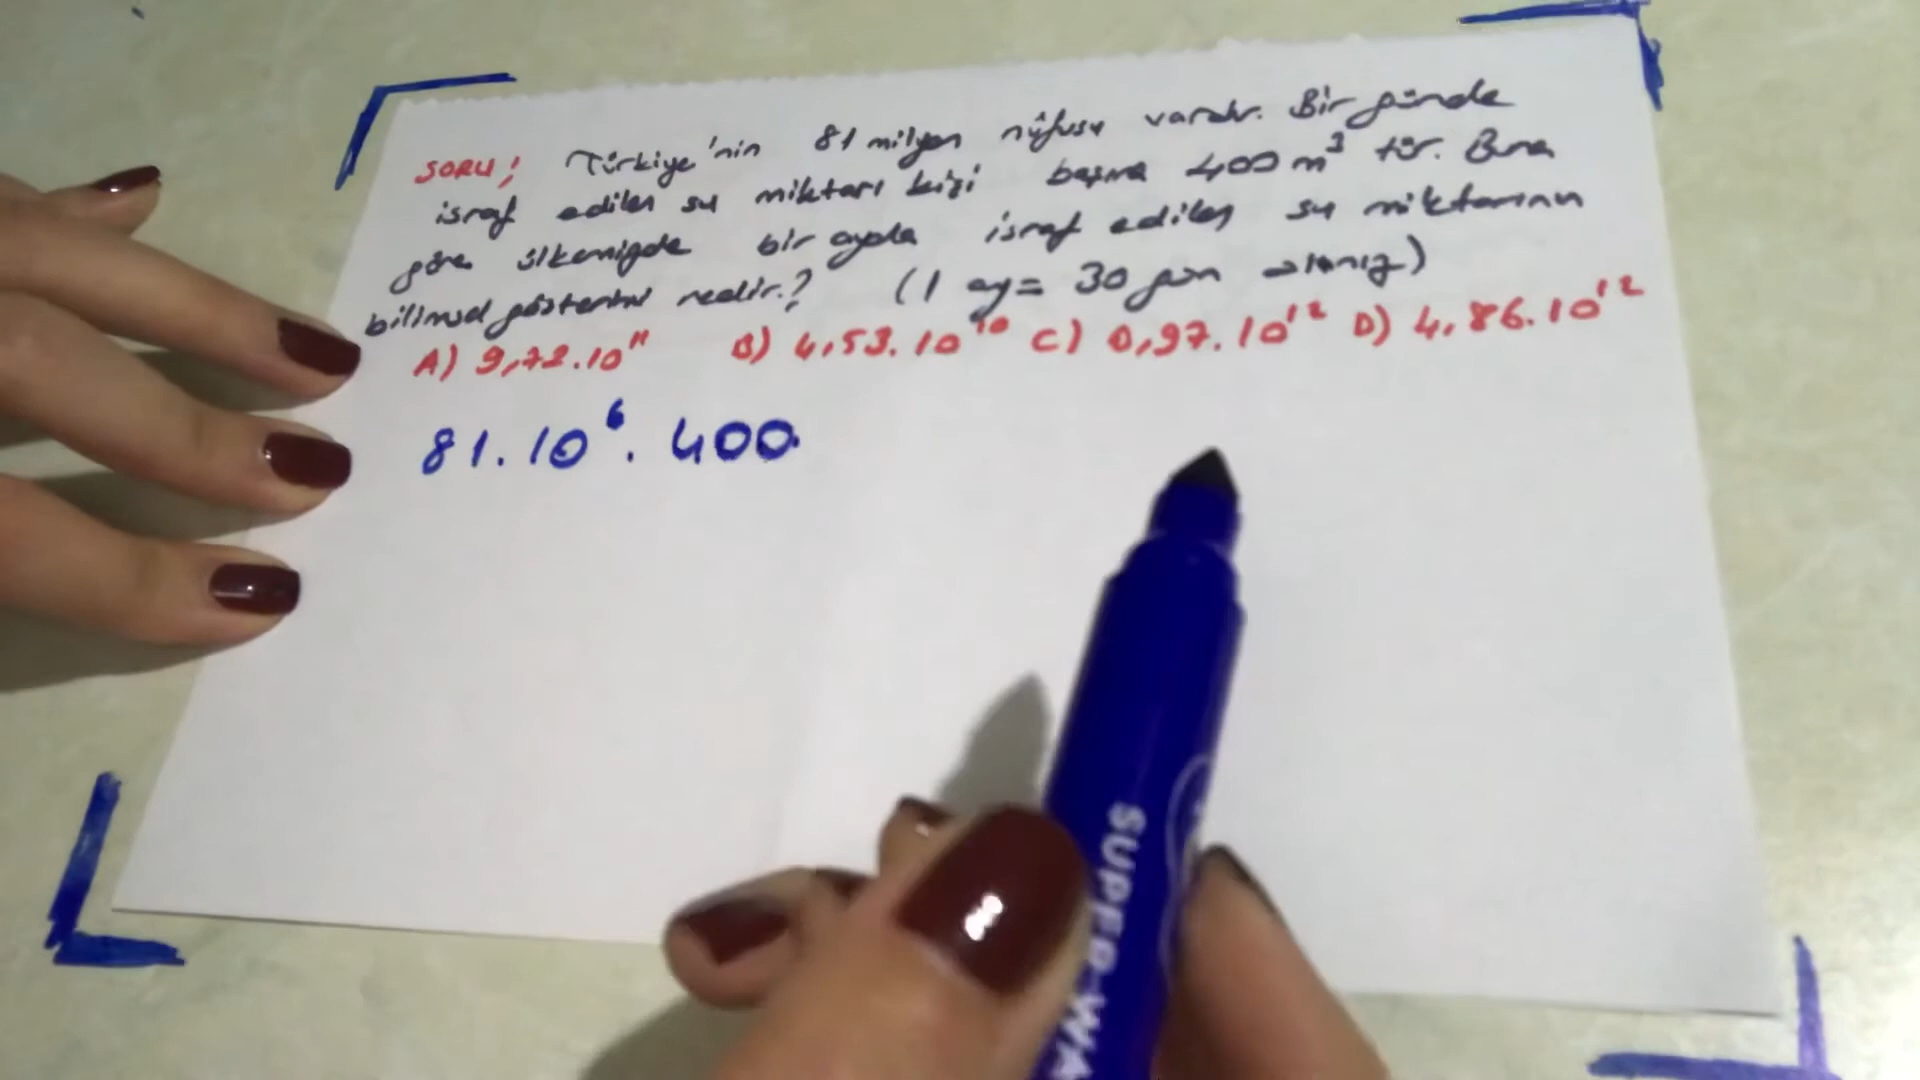 SORU! Türkiye'nin 81 milyon nüfusu vardır. Bir günde
israf edilen su miktarı kişi başına 400 m³ tür. Buna
göre ülkemizde bir ayda israf edilen su miktarının
bilimsel gösterimi nedir.? (1 ay = 30 gün alınız)
A) 9,72.10¹¹ B) 4,53.10¹⁰ C) 0,97.10¹² D) 4,86.10¹²
81.10⁶.400
SUPER WA